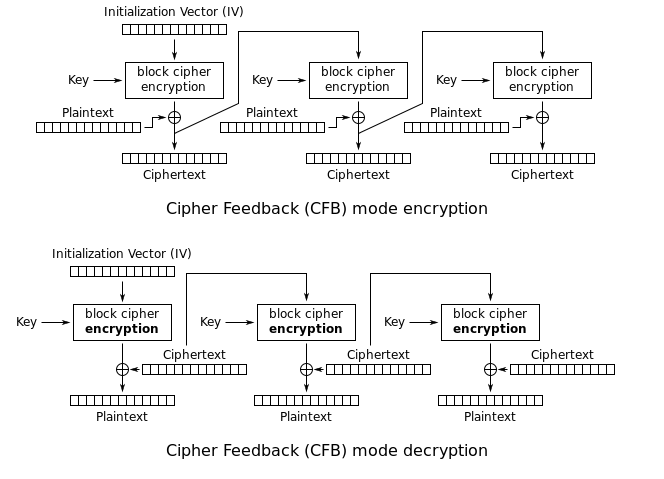 Initialization Vector (IV)
Key
block cipher
encryption
Key
block cipher
encryption
Key
block cipher
encryption
Plaintext
Plaintext
Plaintext
Ciphertext
Ciphertext
Ciphertext
Cipher Feedback (CFB) mode encryption
Initialization Vector (IV)
Key
block cipher
encryption
Key
block cipher
encryption
Key
block cipher
encryption
Ciphertext
Ciphertext
Ciphertext
Plaintext
Plaintext
Plaintext
Cipher Feedback (CFB) mode decryption